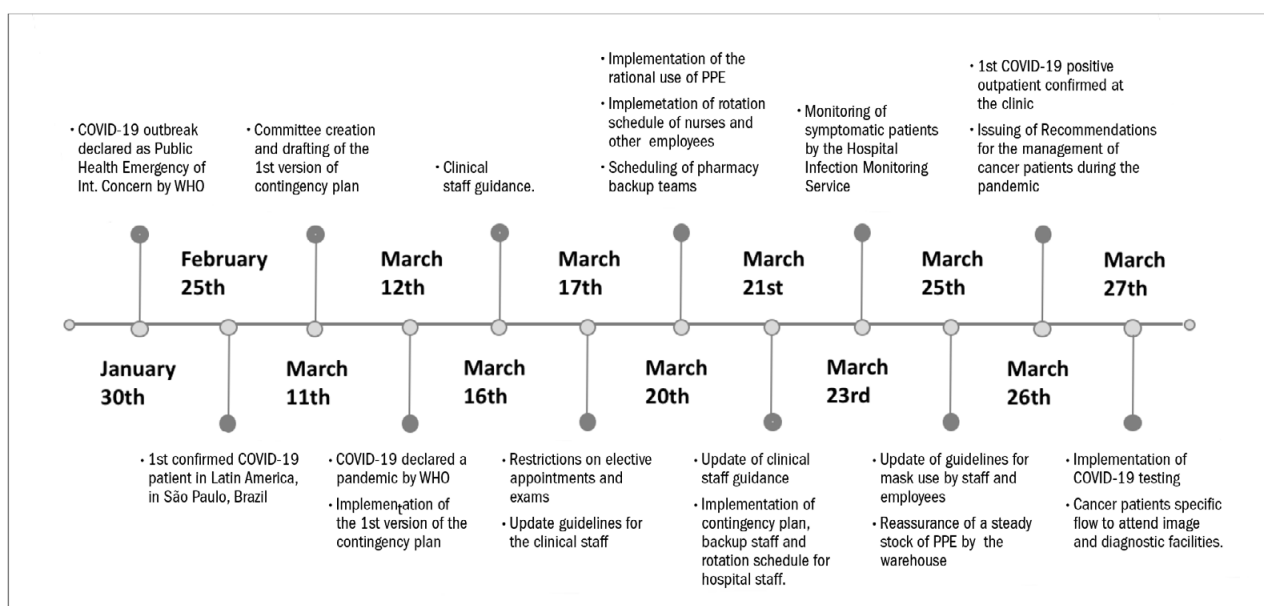 • COVID-19 outbreak
declared as Public
Health Emergency of
Int. Concern by WHO
January
30th
February
25th
• 1st confirmed COVID-19
patient in Latin America,
in São Paulo, Brazil
• Committee creation
and drafting of the
1st version of
contingency plan
March
11th
March
12th
• COVID-19 declared a
pandemic by WHO
• Implementation of
the 1st version of the
contingency plan
• Clinical
staff guidance.
March
16th
March
17th
• Restrictions on elective
appointments and
exams
• Update guidelines for
the clinical staff
• Implementation of the
rational use of PPE
• Implemetation of rotation
schedule of nurses and
other employees
• Scheduling of pharmacy
backup teams
March
20th
March
21st
• Update of clinical
staff guidance
• Implementation of
contingency plan,
backup staff and
rotation schedule for
hospital staff.
• Monitoring of
symptomatic patients
by the Hospital
Infection Monitoring
Service
March
23rd
March
25th
• Update of guidelines for
mask use by staff and
employees
• Reassurance of a steady
stock of PPE by the
warehouse
• 1st COVID-19 positive
outpatient confirmed at
the clinic
• Issuing of Recommendations
for the management of
cancer patients during the
pandemic
March
26th
March
27th
• Implementation of
COVID-19 testing
• Cancer patients specific
flow to attend image
and diagnostic facilities.